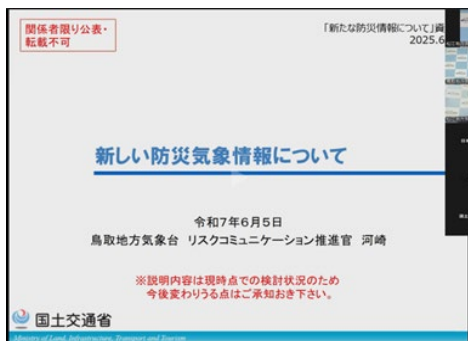 関係者限り公表・
転載不可
「新たな防災情報について」資
2025.6
新しい防災気象情報について
令和7年6月5日
鳥取地方気象台 リスクコミュニケーション推進官 河崎
※説明内容は現時点での検討状況のため
今後変わりうる点はご承知おき下さい。
国土交通省
Ministry of Land, Infrastructure, Transport and Tourism